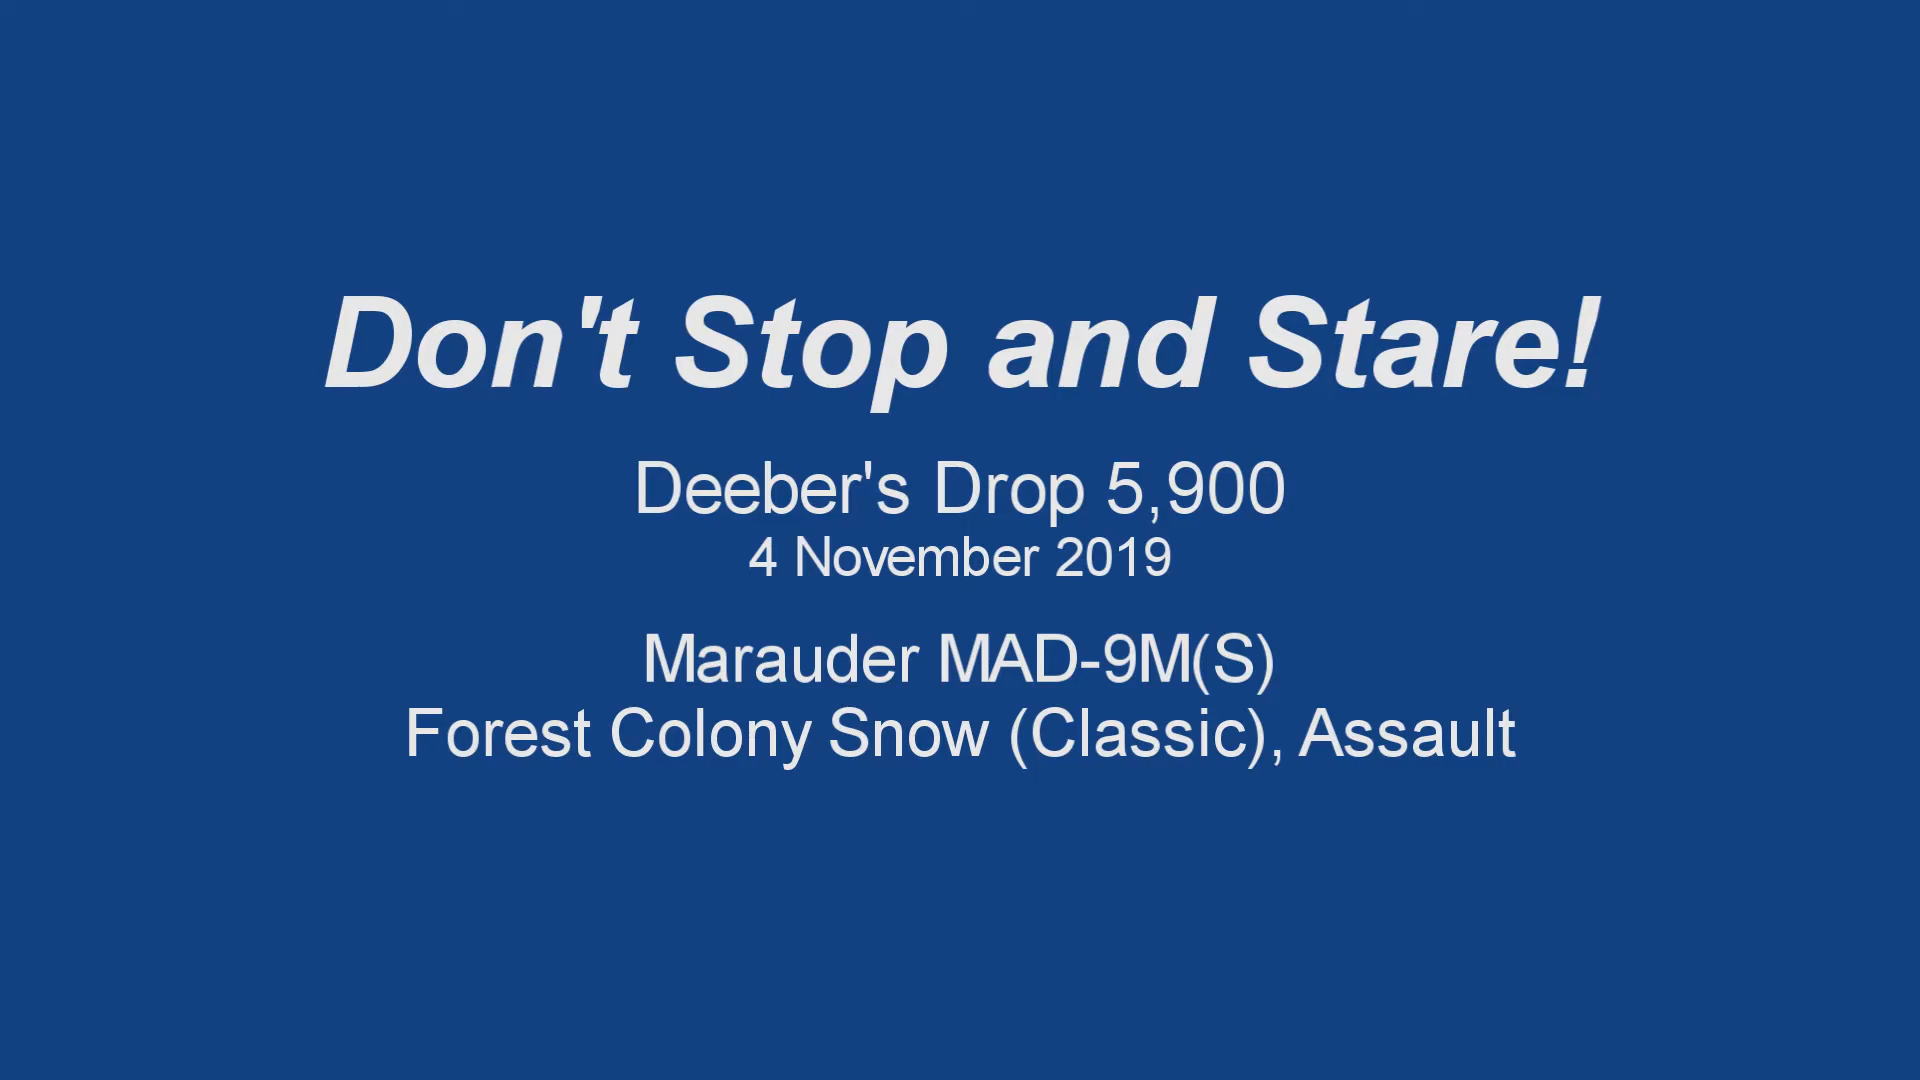 Don't Stop and Stare!
Deeber's Drop 5,900
4 November 2019
Marauder MAD-9M(S)
Forest Colony Snow (Classic), Assault